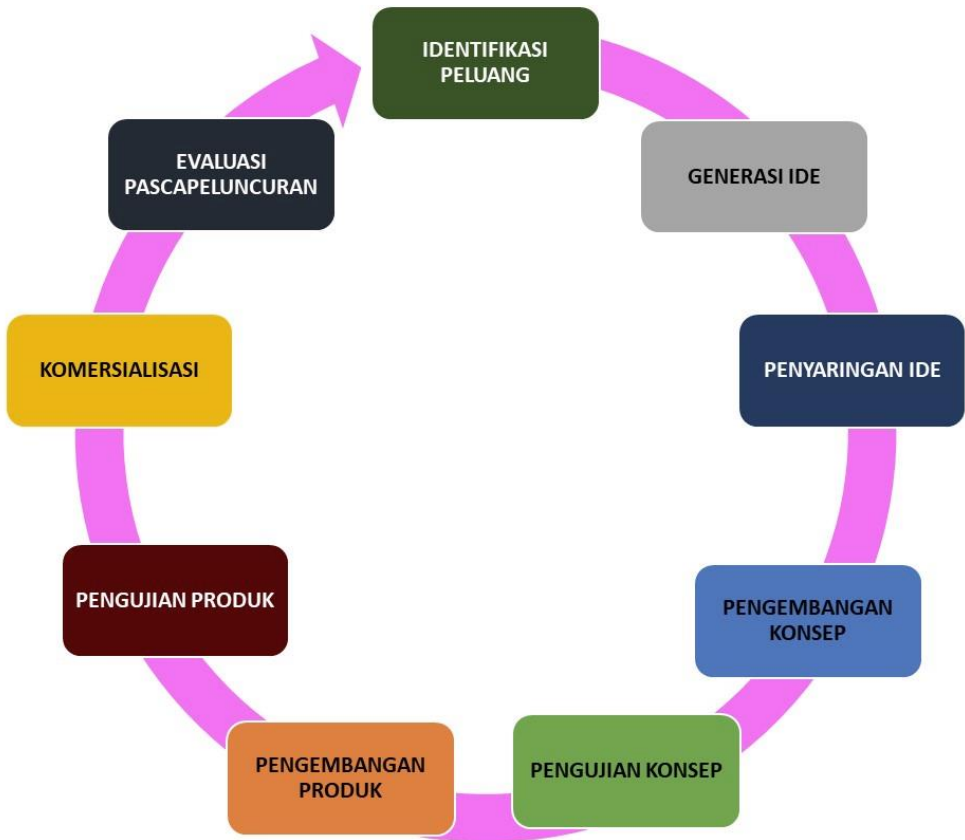 IDENTIFIKASI
PELUANG
GENERASI IDE
PENYARINGAN IDE
PENGEMBANGAN
KONSEP
PENGUJIAN KONSEP
PENGEMBANGAN
PRODUK
PENGUJIAN PRODUK
KOMERSIALISASI
EVALUASI
PASCAPELUNCURAN